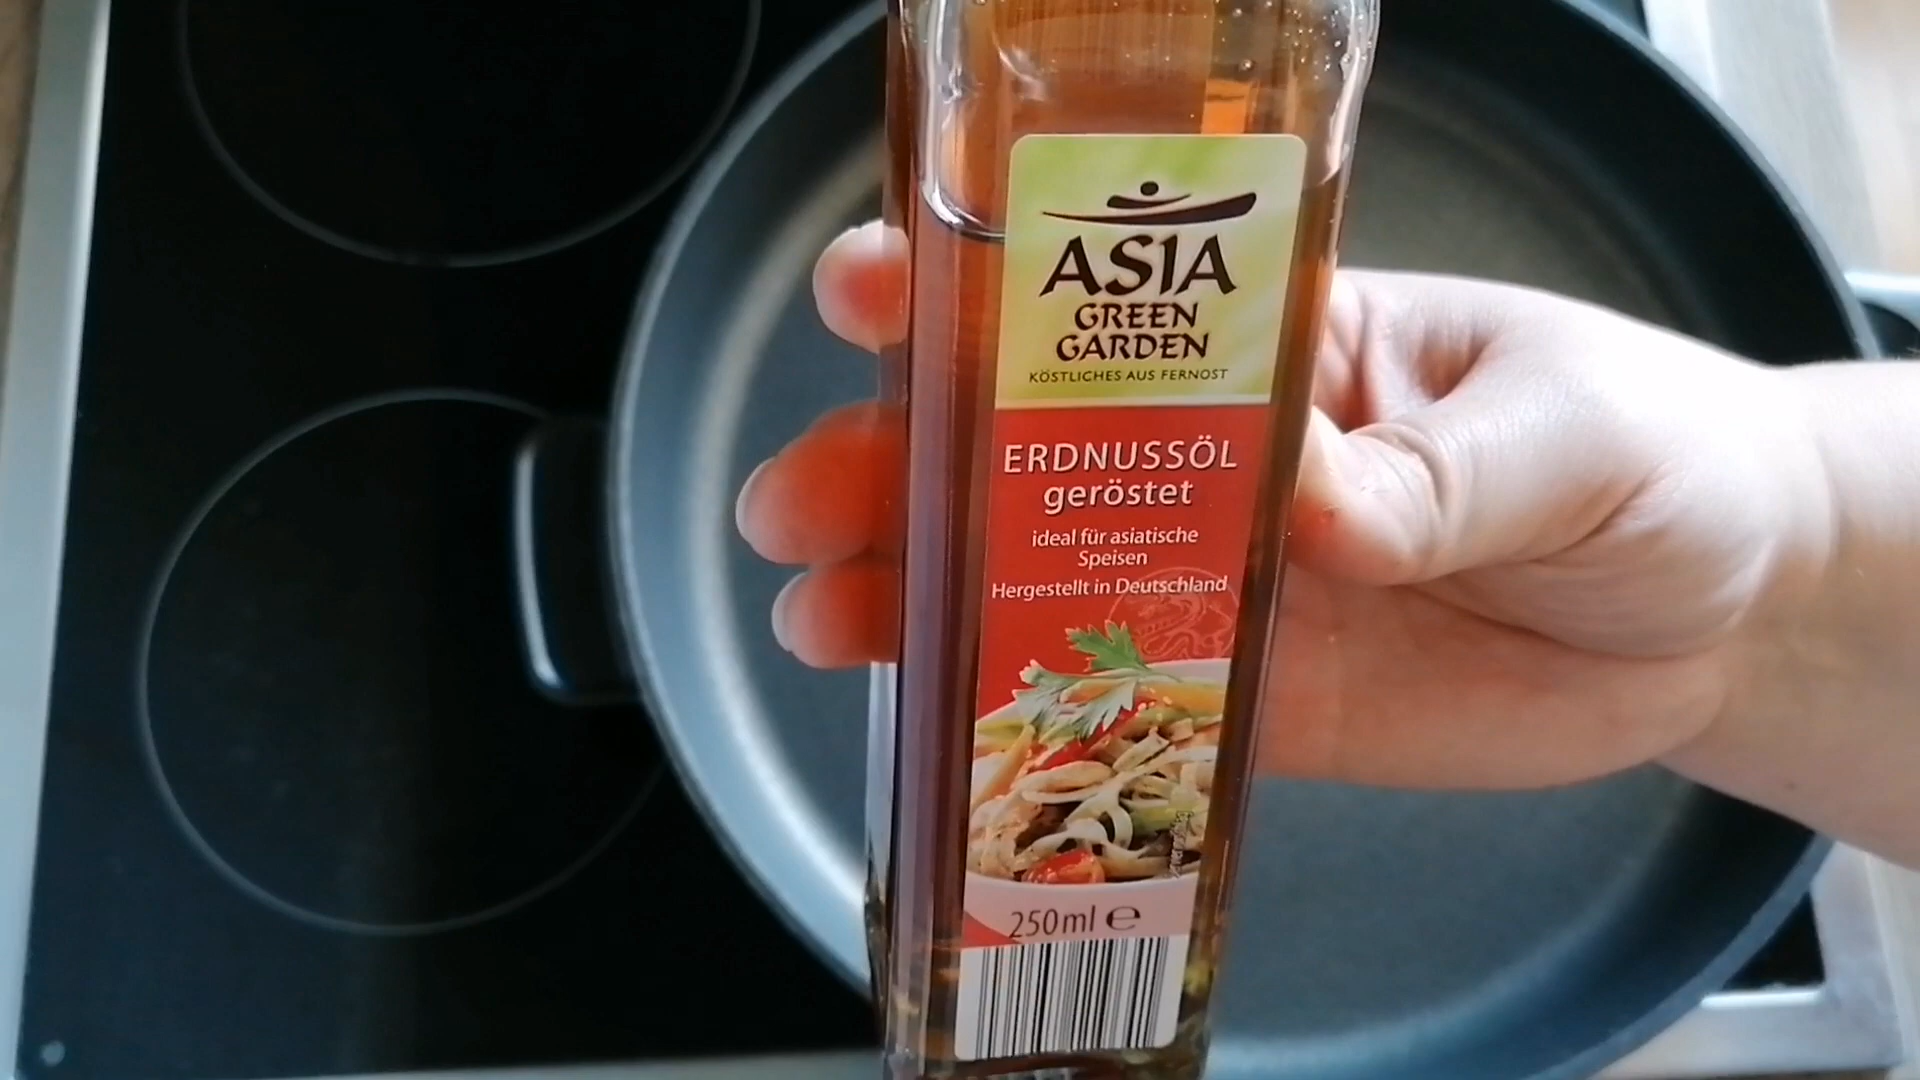 ASIA
GREEN
GARDEN
KÖSTLICHES AUS FERNOST
ERDNUSSÖL
geröstet
ideal für asiatische
Speisen
Hergestellt in Deutschland
250ml e